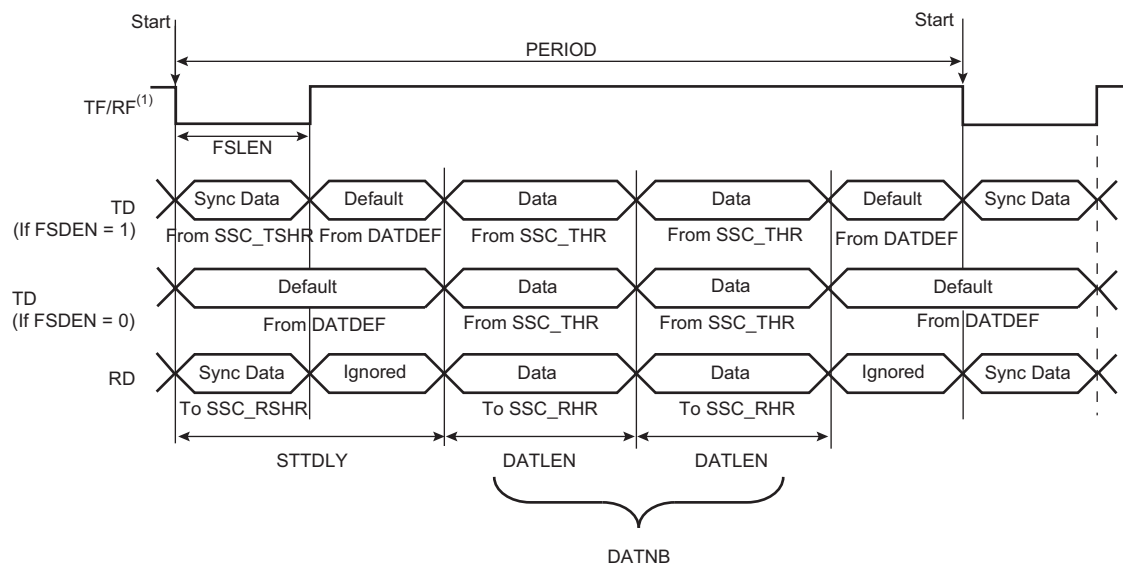 Start
Start
PERIOD
TF/RF(1)
FSLEN
TD
(If FSDEN = 1)
Sync Data
Default
Data
Data
Default
Sync Data
From SSC_TSHR
From DATDEF
From SSC_THR
From SSC_THR
From DATDEF
TD
(If FSDEN = 0)
Default
Data
Data
Default
From DATDEF
From SSC_THR
From SSC_THR
From DATDEF
RD
Sync Data
Ignored
Data
Data
Ignored
Sync Data
To SSC_RSHR
To SSC_RHR
To SSC_RHR
STTDLY
DATLEN
DATLEN
DATNB